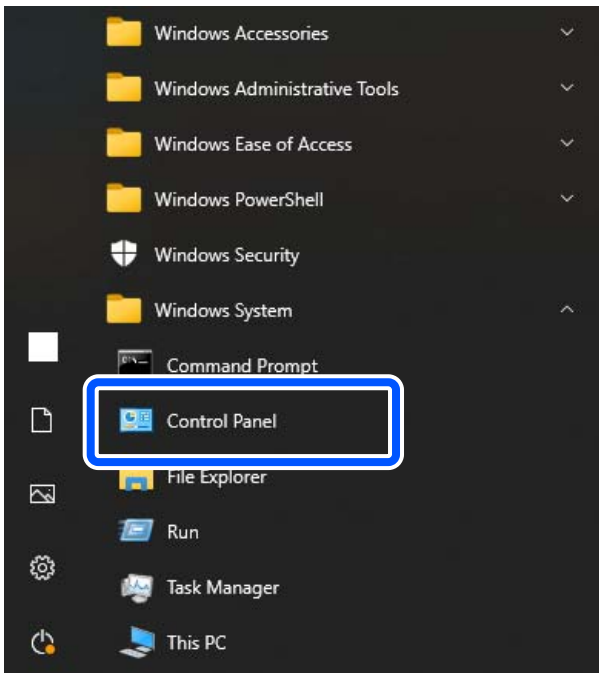 Windows Accessories
Windows Administrative Tools
Windows Ease of Access
Windows PowerShell
Windows Security
Windows System
Command Prompt
Control Panel
File Explorer
Run
Task Manager
This PC